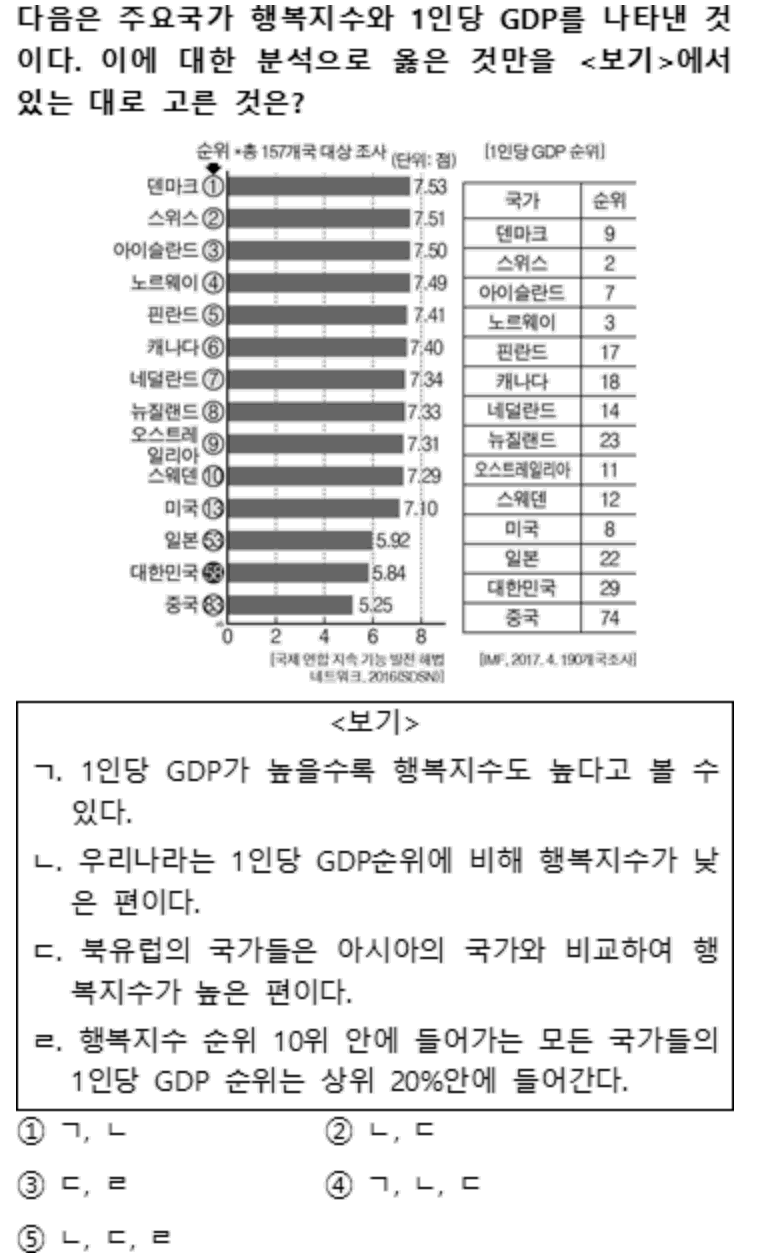 다음은 주요국가 행복지수와 1인당 GDP를 나타낸 것
이다. 이에 대한 분석으로 옳은 것만을 <보기>에서
있는 대로 고른 것은?
순위 *총 157개국 대상 조사 (단위: 점)
덴마크 ① 7.53
스위스 ② 7.51
아이슬란드 ③ 7.50
노르웨이 ④ 7.49
핀란드 ⑤ 7.41
캐나다 ⑥ 7.40
네덜란드 ⑦ 7.34
뉴질랜드 ⑧ 7.33
오스트레
일리아 ⑨ 7.31
스웨덴 ⑩ 7.29
미국 ⑬ 7.10
일본 53 5.92
대한민국 58 5.84
중국 83 5.25
0 2 4 6 8
[국제 연합 지속 가능 발전 해법
네트워크, 2016(SDSN)]
[1인당 GDP 순위]
국가 순위
덴마크 9
스위스 2
아이슬란드 7
노르웨이 3
핀란드 17
캐나다 18
네덜란드 14
뉴질랜드 23
오스트레일리아 11
스웨덴 12
미국 8
일본 22
대한민국 29
중국 74
[IMF, 2017. 4. 190개국조사]
<보기>
ㄱ. 1인당 GDP가 높을수록 행복지수도 높다고 볼 수
있다.
ㄴ. 우리나라는 1인당 GDP순위에 비해 행복지수가 낮
은 편이다.
ㄷ. 북유럽의 국가들은 아시아의 국가와 비교하여 행
복지수가 높은 편이다.
ㄹ. 행복지수 순위 10위 안에 들어가는 모든 국가들의
1인당 GDP 순위는 상위 20%안에 들어간다.
① ㄱ, ㄴ ② ㄴ, ㄷ
③ ㄷ, ㄹ ④ ㄱ, ㄴ, ㄷ
⑤ ㄴ, ㄷ, ㄹ